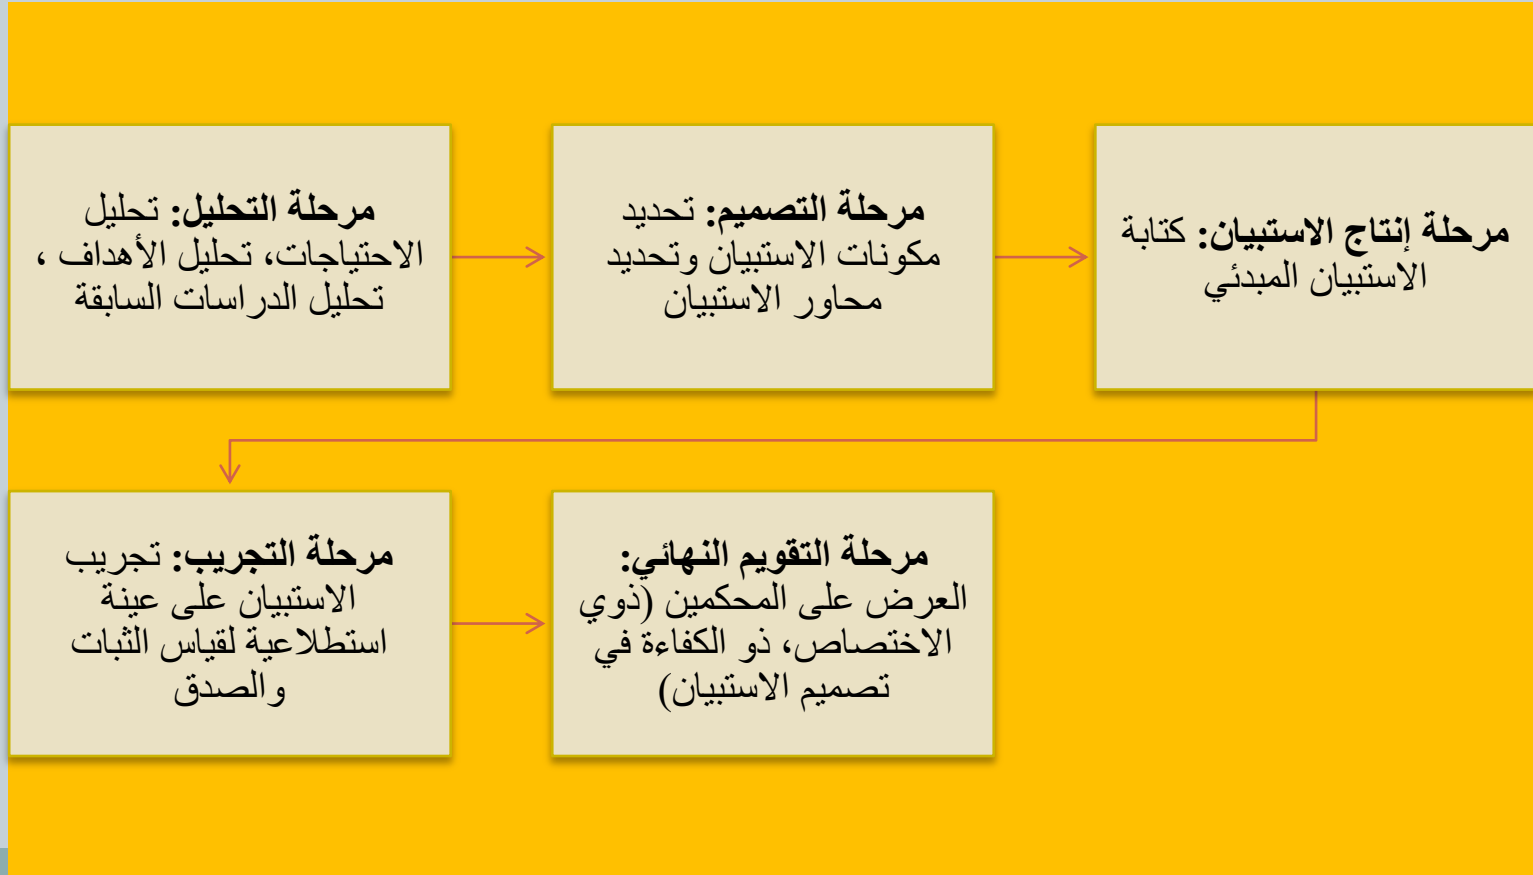 مرحلة التحليل: تحليل
الاحتياجات، تحليل الأهداف ،
تحليل الدراسات السابقة
مرحلة التصميم: تحديد
مكونات الاستبيان وتحديد
محاور الاستبيان
مرحلة إنتاج الاستبيان: كتابة
الاستبيان المبدئي
مرحلة التجريب: تجريب
الاستبيان على عينة
استطلاعية لقياس الثبات
والصدق
مرحلة التقويم النهائي:
العرض على المحكمين (ذوي
الاختصاص، ذو الكفاءة في
تصميم الاستبيان)